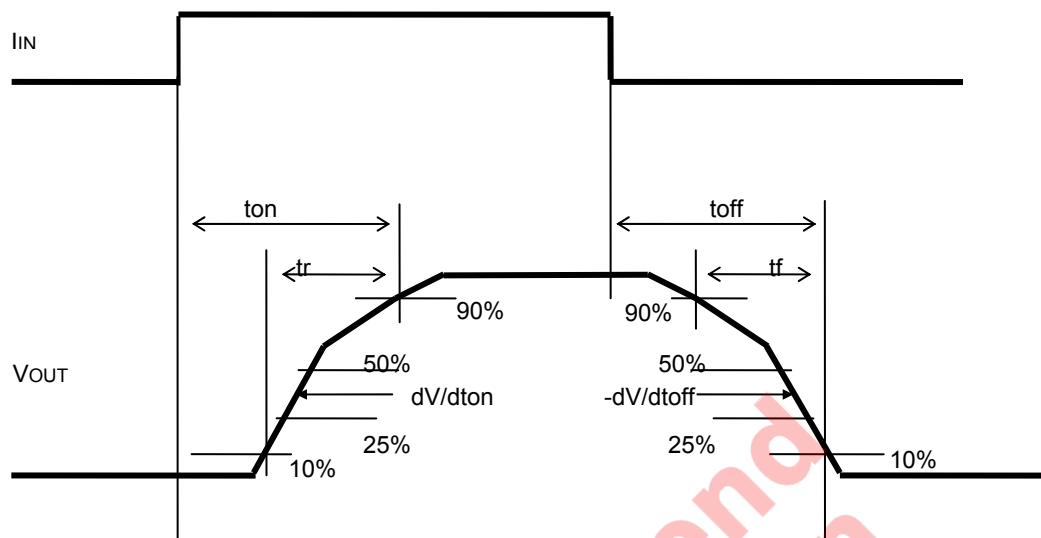 IIN
ton
toff
tr
tf
90%
90%
VOUT
50%
50%
dV/dton
-dV/dtoff
25%
25%
10%
10%